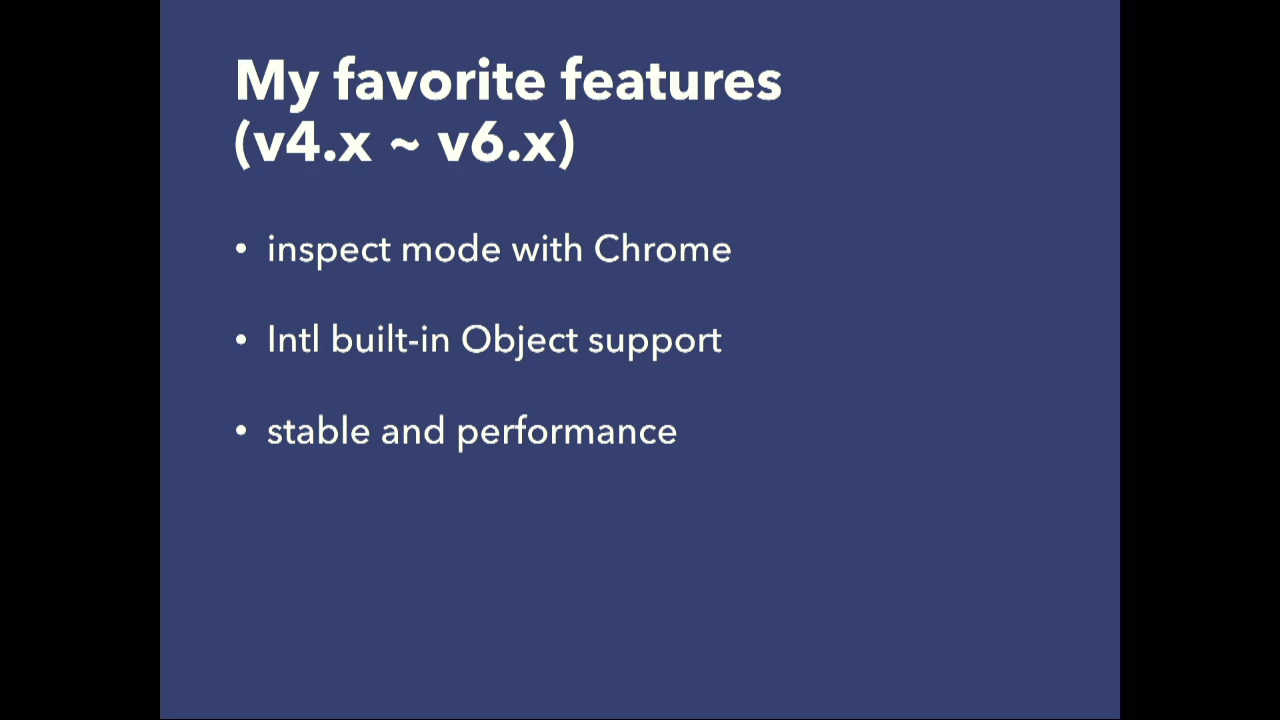 My favorite features
(v4.x ~ v6.x)
• inspect mode with Chrome
• Intl built-in Object support
• stable and performance